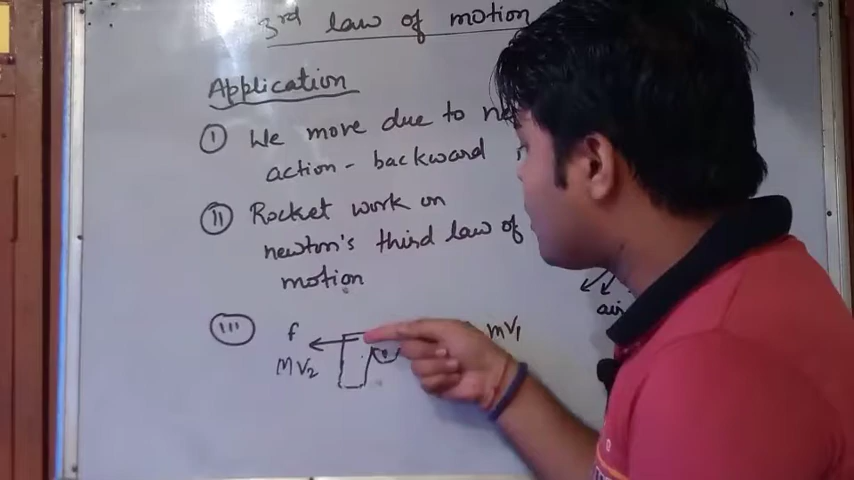 3rd law of motion
Application
I We move due to
action - backward
II Rocket work on
newton's third law of
motion
III f
mv1
MV2
air